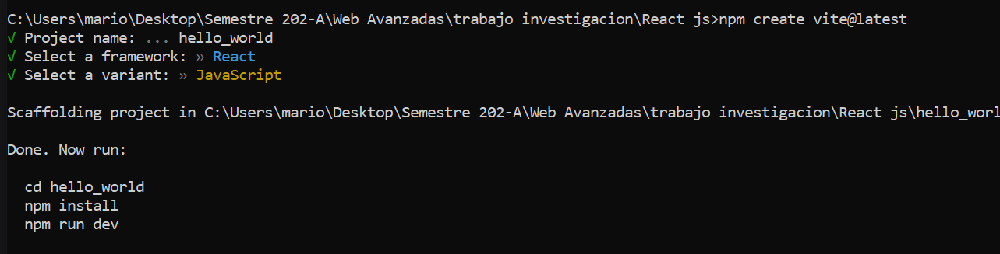 C:\Users\mario\Desktop\Semestre 202-A\Web Avanzadas\trabajo investigacion\React js>npm create vite@latest
√ Project name: ... hello_world
√ Select a framework: » React
√ Select a variant: » JavaScript
Scaffolding project in C:\Users\mario\Desktop\Semestre 202-A\Web Avanzadas\trabajo investigacion\React js\hello_worl
Done. Now run:
cd hello_world
npm install
npm run dev